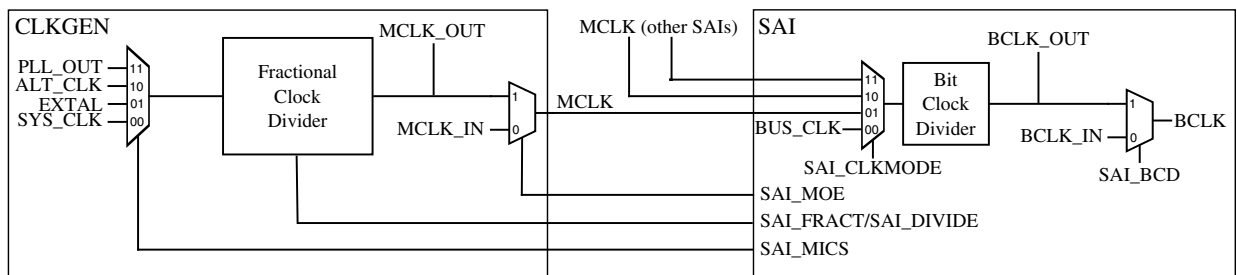 CLKGEN
PLL_OUT
ALT_CLK
EXTAL
SYS_CLK
11
10
01
00
Fractional
Clock
Divider
MCLK_OUT
MCLK_IN
1
0
MCLK
MCLK (other SAIs)
SAI
BUS_CLK
11
10
01
00
SAI_CLKMODE
Bit
Clock
Divider
BCLK_OUT
BCLK_IN
1
0
BCLK
SAI_BCD
SAI_MOE
SAI_FRACT/SAI_DIVIDE
SAI_MICS